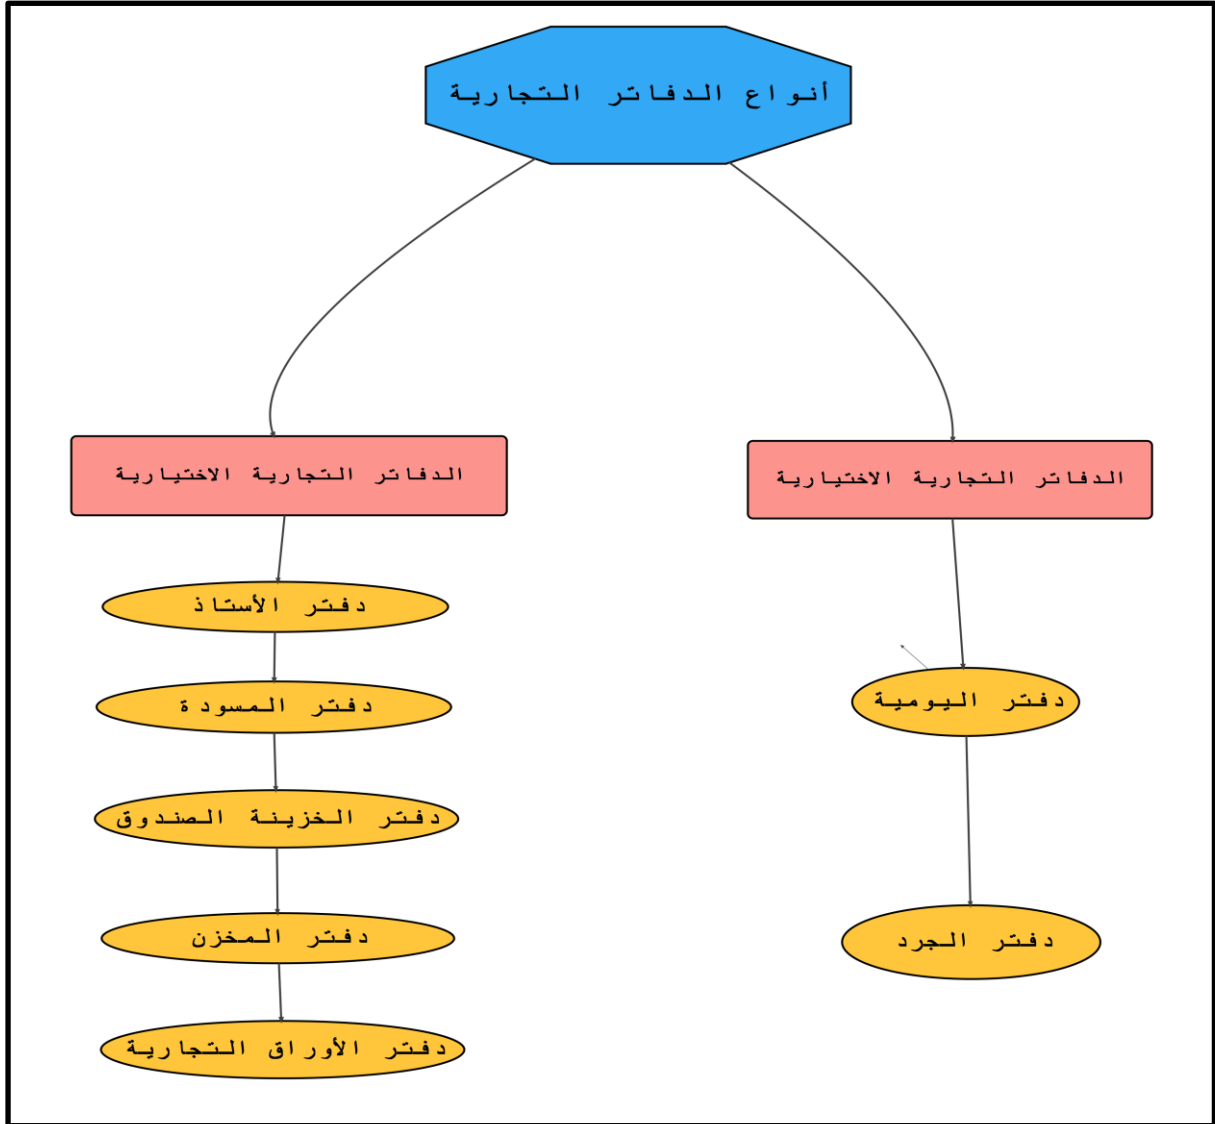 أنواع الدفاتر التجارية
الدفاتر التجارية الاختيارية
دفتر اليومية
دفتر الجرد
الدفاتر التجارية الاختيارية
دفتر الأستاذ
دفتر المسودة
دفتر الخزينة الصندوق
دفتر المخزن
دفتر الأوراق التجارية